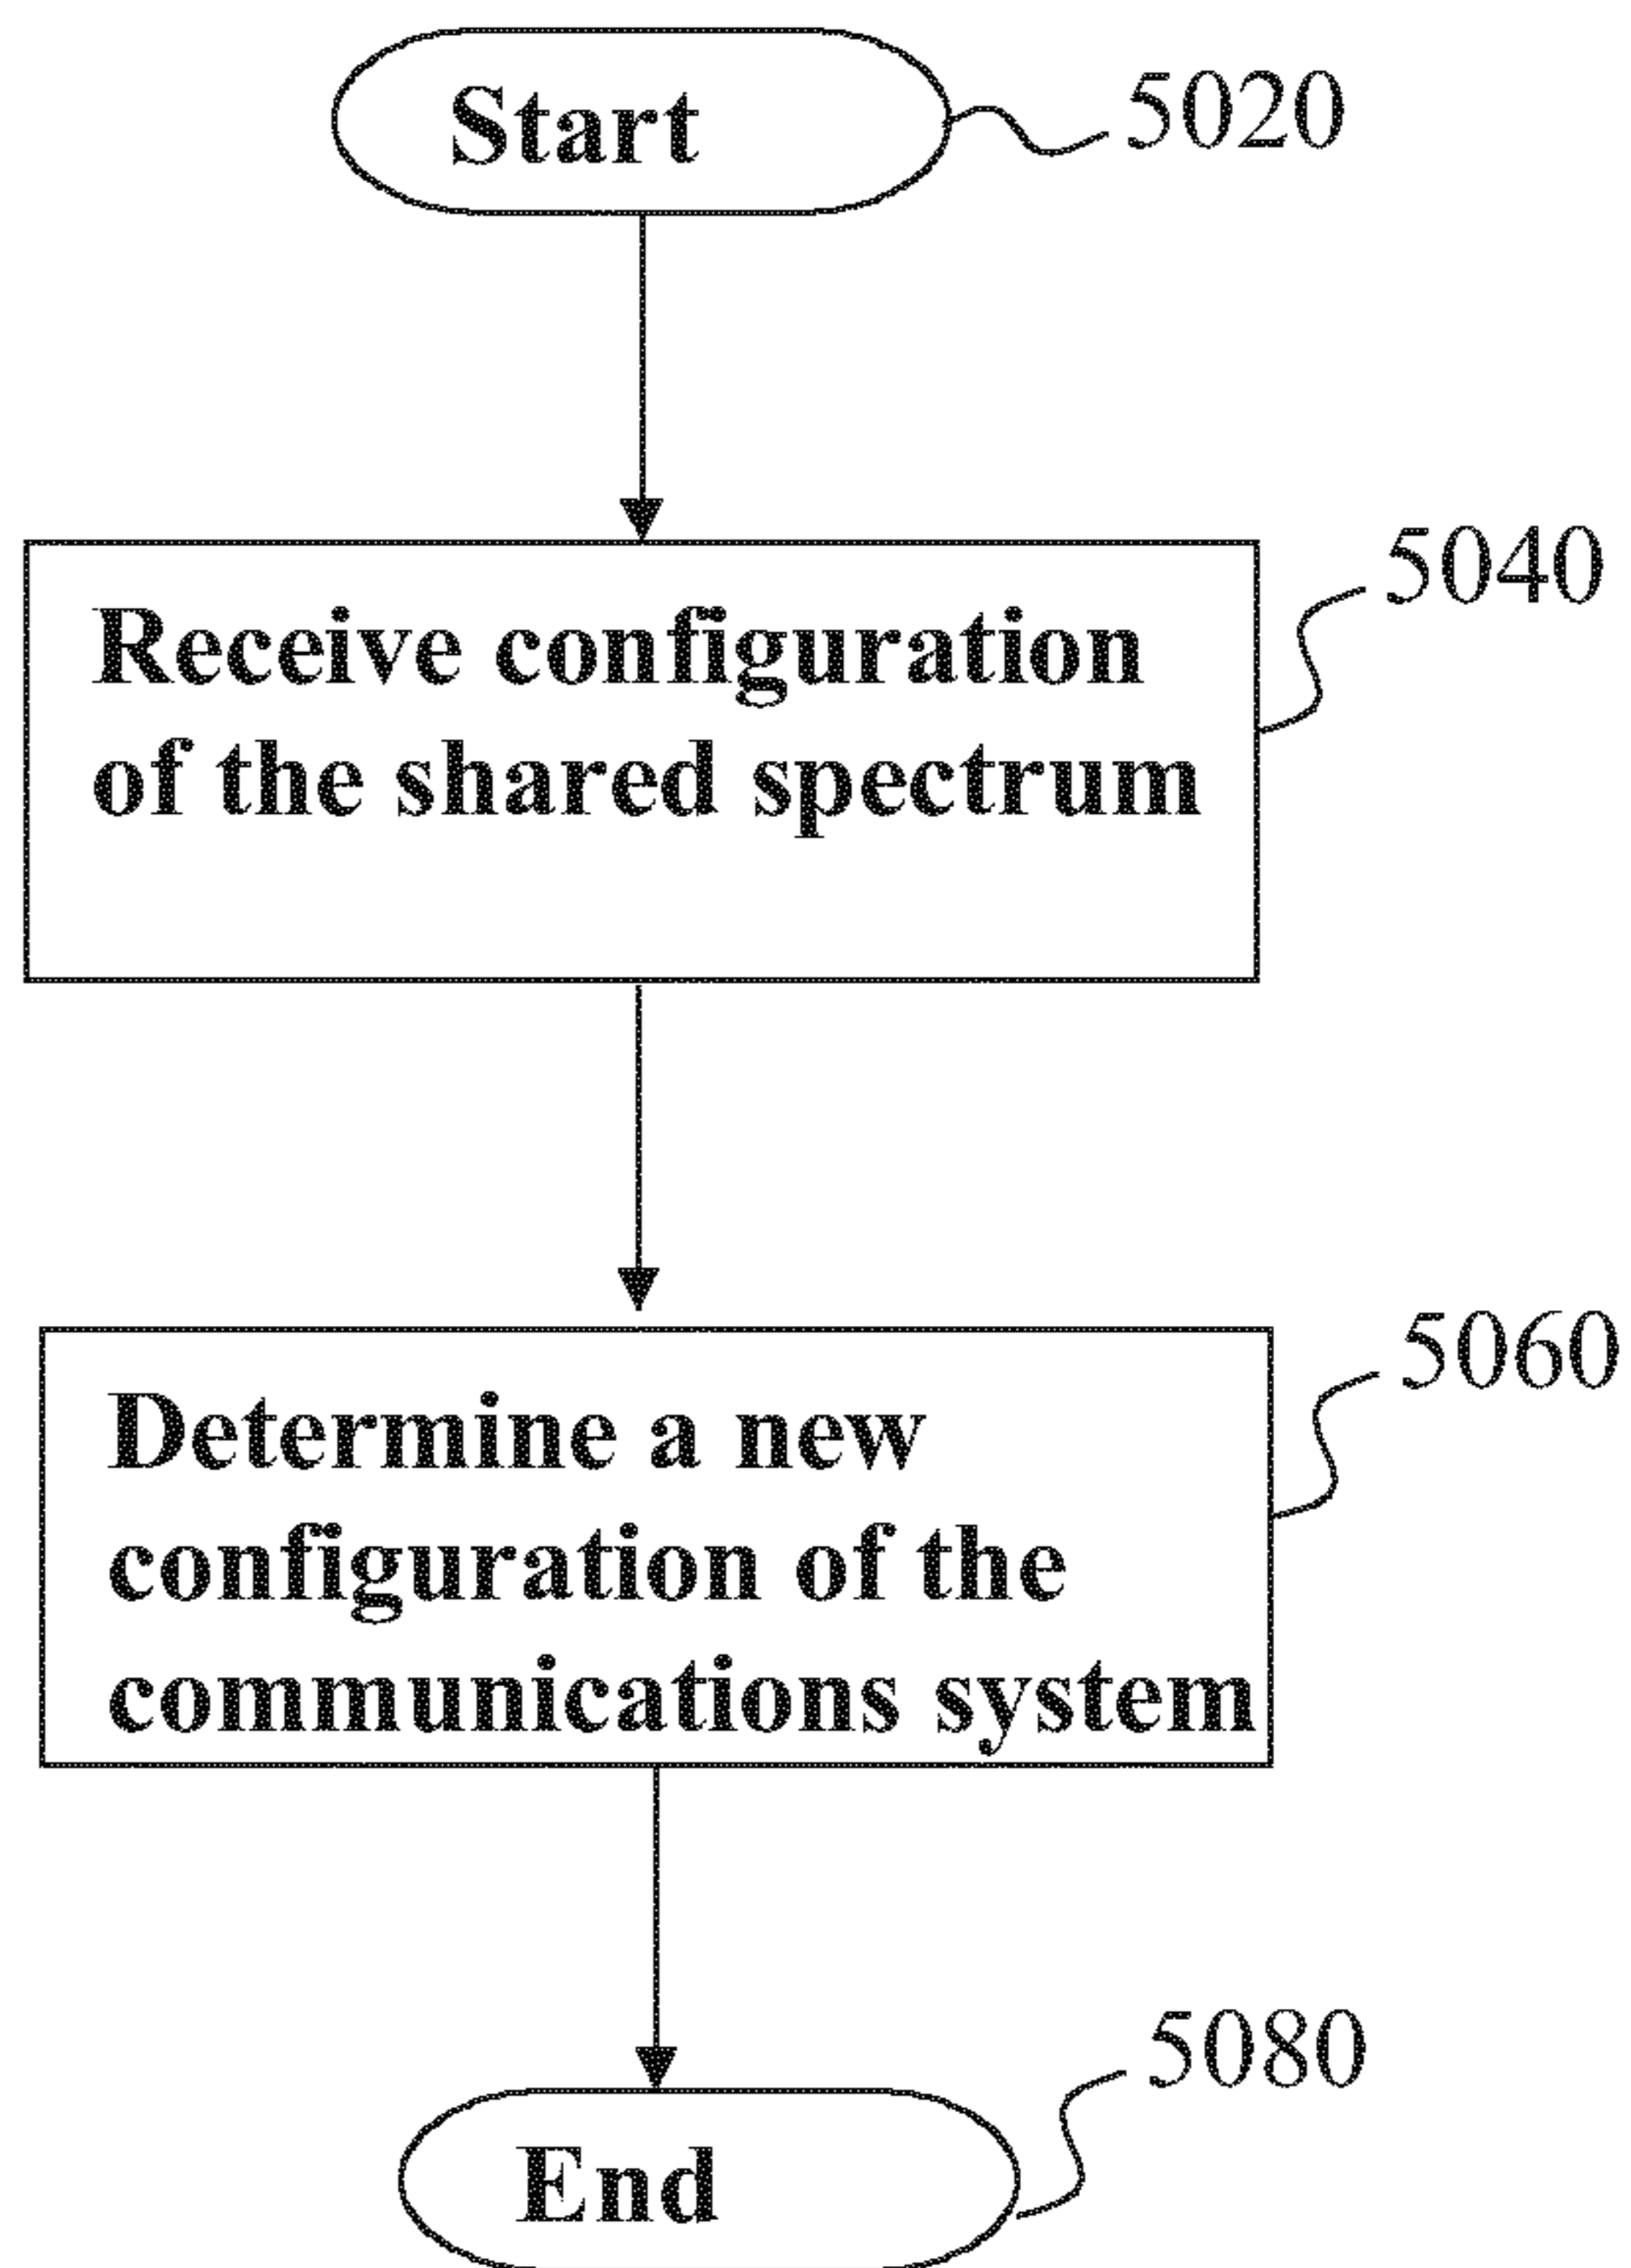 Start
5020
Receive configuration
of the shared spectrum
5040
Determine a new
configuration of the
communications system
5060
End
5080